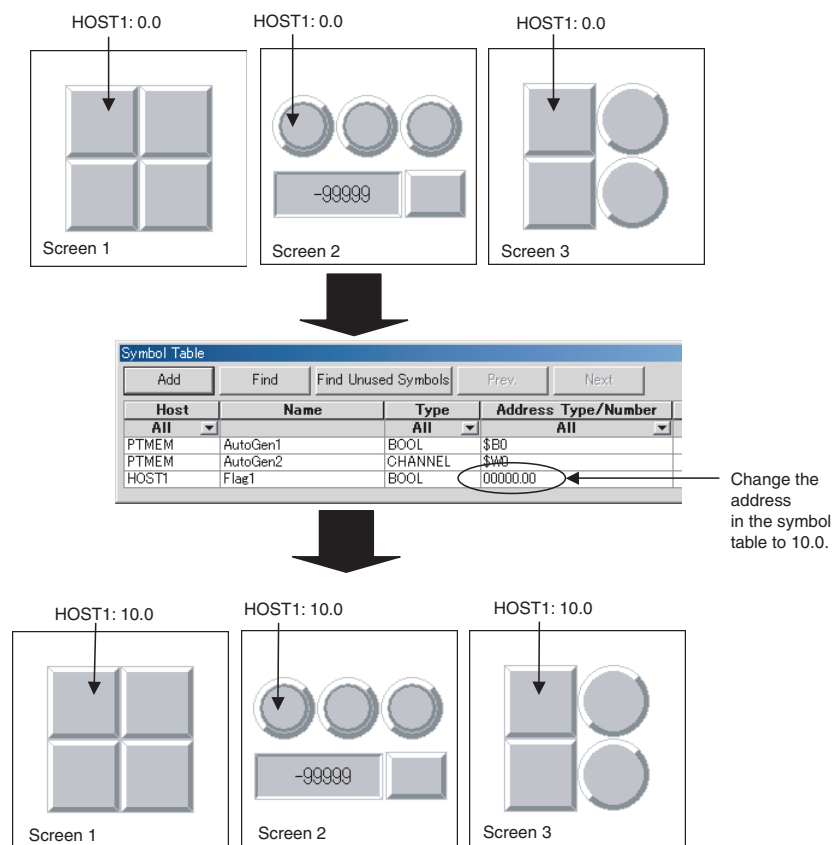 HOST1: 0.0
HOST1: 0.0
HOST1: 0.0
-99999
Screen 1
Screen 2
Screen 3
Symbol Table
Add Find Find Unused Symbols Prev. Next
Host Name Type Address Type/Number
All All All
PTMEM AutoGen1 BOOL $B0
PTMEM AutoGen2 CHANNEL $W0
HOST1 Flag1 BOOL 00000.00
Change the
address
in the symbol
table to 10.0.
HOST1: 10.0
HOST1: 10.0
HOST1: 10.0
-99999
Screen 1
Screen 2
Screen 3